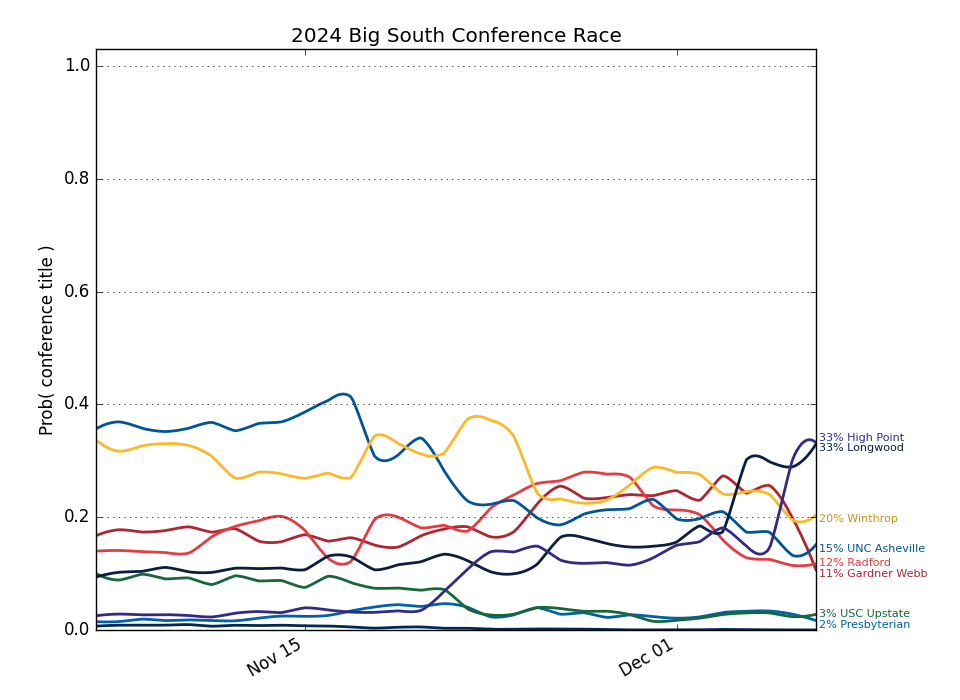 2024 Big South Conference Race
Prob( conference title )
1.0
0.8
0.6
0.4
0.2
0.0
Nov 15
Dec 01
33% High Point
33% Longwood
20% Winthrop
15% UNC Asheville
12% Radford
11% Gardner Webb
3% USC Upstate
2% Presbyterian